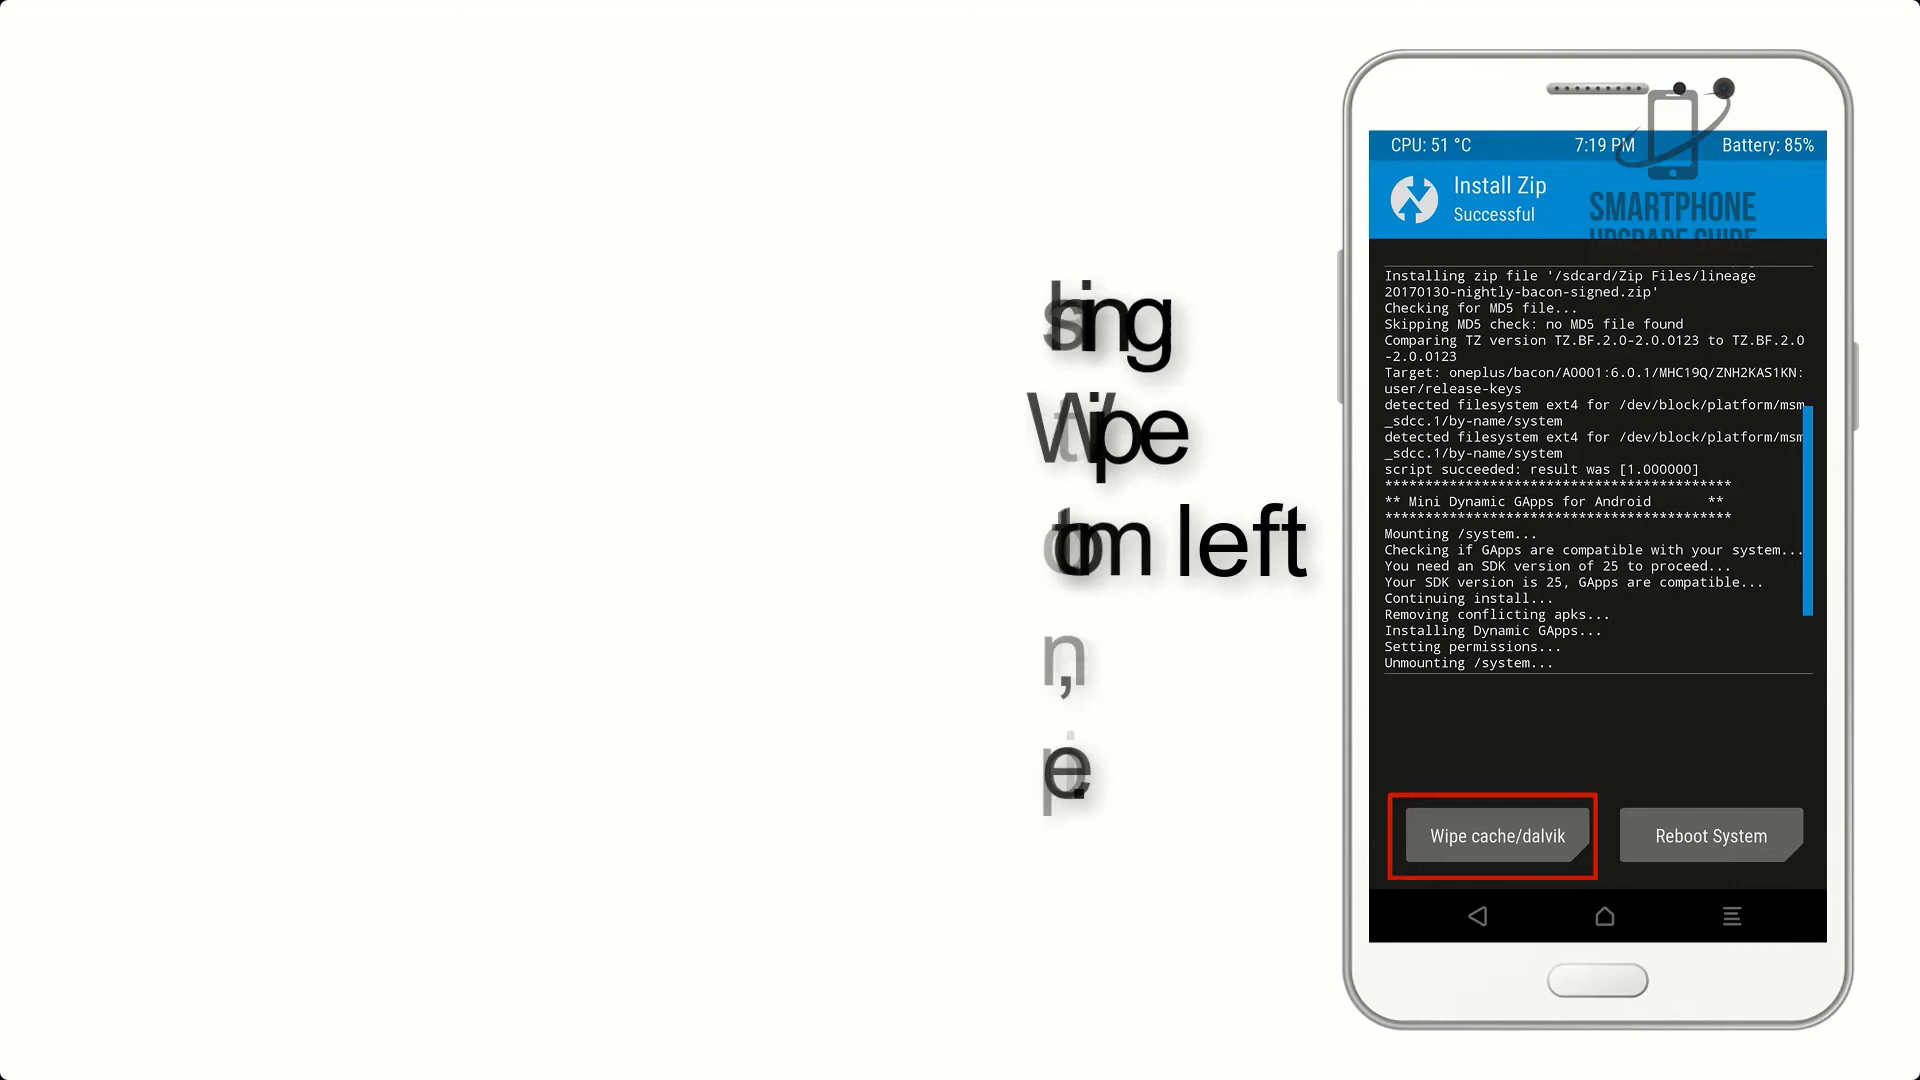 hing
Wipe
tom left
,
e.
CPU: 51 °C 7:19 PM Battery: 85%
Install Zip
Successful
SMARTPHONE
UPGRADE GUIDE
Installing zip file '/sdcard/Zip Files/lineage
20170130-nightly-bacon-signed.zip'
Checking for MD5 file...
Skipping MD5 check: no MD5 file found
Comparing TZ version TZ.BF.2.0-2.0.0123 to TZ.BF.2.0
-2.0.0123
Target: oneplus/bacon/A0001:6.0.1/MHC19Q/ZNH2KAS1KN:
user/release-keys
detected filesystem ext4 for /dev/block/platform/msm
_sdcc.1/by-name/system
detected filesystem ext4 for /dev/block/platform/msm
_sdcc.1/by-name/system
script succeeded: result was [1.000000]
*******************************************
** Mini Dynamic GApps for Android **
*******************************************
Mounting /system...
Checking if GApps are compatible with your system...
You need an SDK version of 25 to proceed...
Your SDK version is 25, GApps are compatible...
Continuing install...
Removing conflicting apks...
Installing Dynamic GApps...
Setting permissions...
Unmounting /system...
Wipe cache/dalvik Reboot System